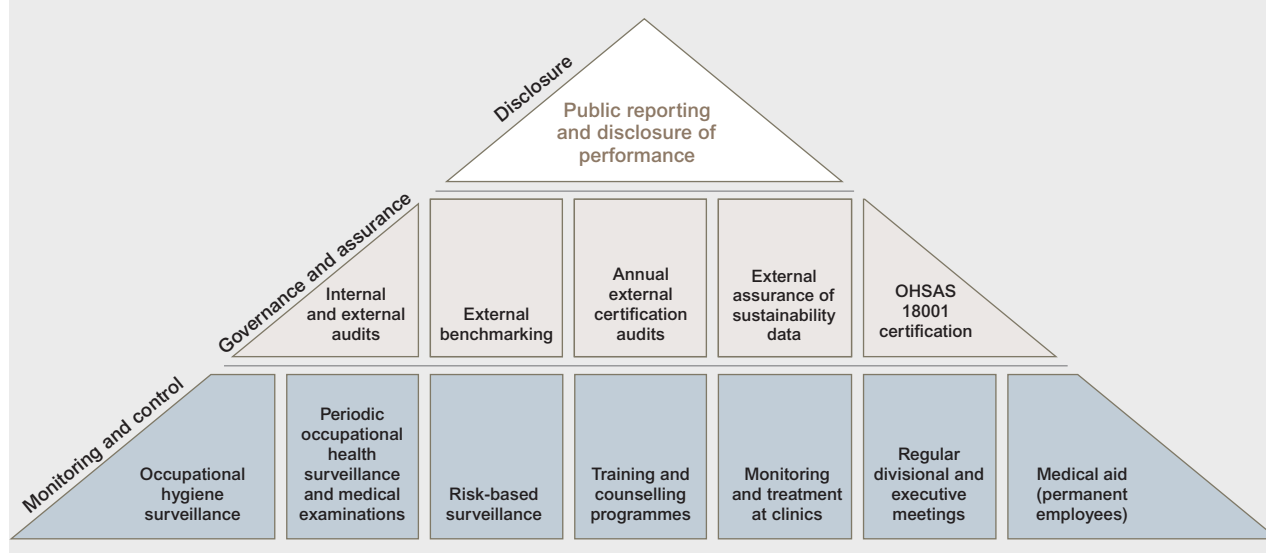 Disclosure
Public reporting
and disclosure of
performance
Governance and assurance
Internal
and external
audits
External
benchmarking
Annual
external
certification
audits
External
assurance of
sustainability
data
OHSAS
18001
certification
Monitoring and control
Occupational
hygiene
surveillance
Periodic
occupational
health
surveillance
and medical
examinations
Risk-based
surveillance
Training and
counselling
programmes
Monitoring
and treatment
at clinics
Regular
divisional and
executive
meetings
Medical aid
(permanent
employees)